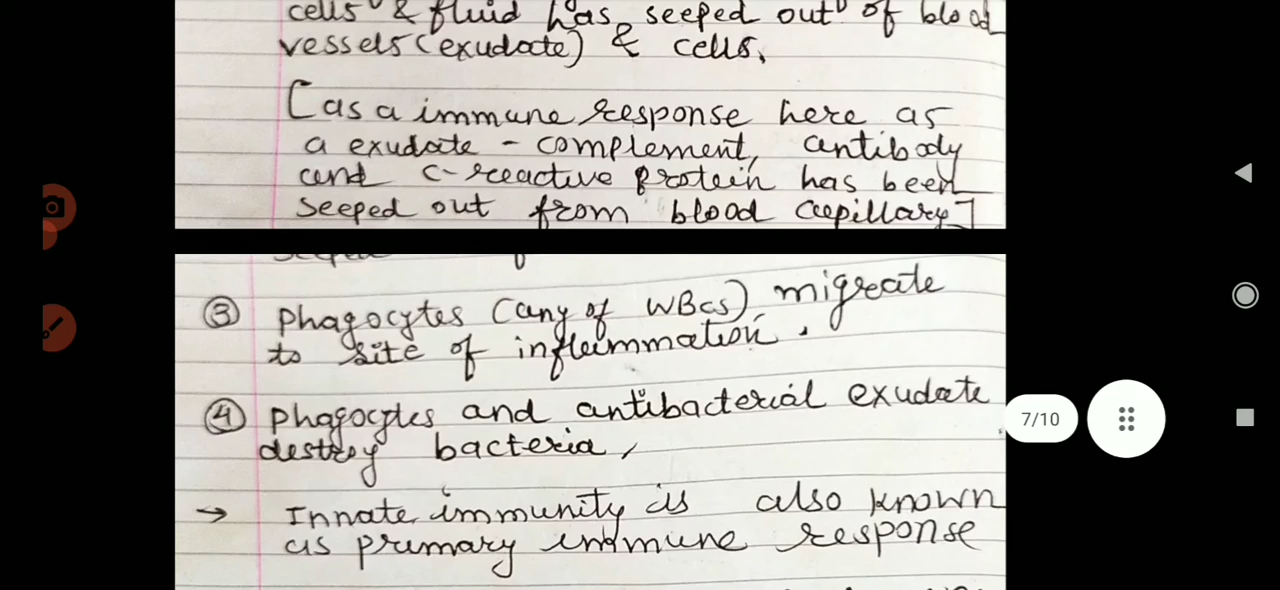 cells & fluid has seeped out of blood
vessels (exudate) & cells.
[as a immune response here as
a exudate - complement, antibody
and c-reactive protein has been
seeped out from blood capillary]
③ phagocytes (any of WBCs) migrate
to site of inflammation.
④ phagocytes and antibacterial exudate
destroy bacteria,
7/10
→ Innate immunity is also known
as primary immune response